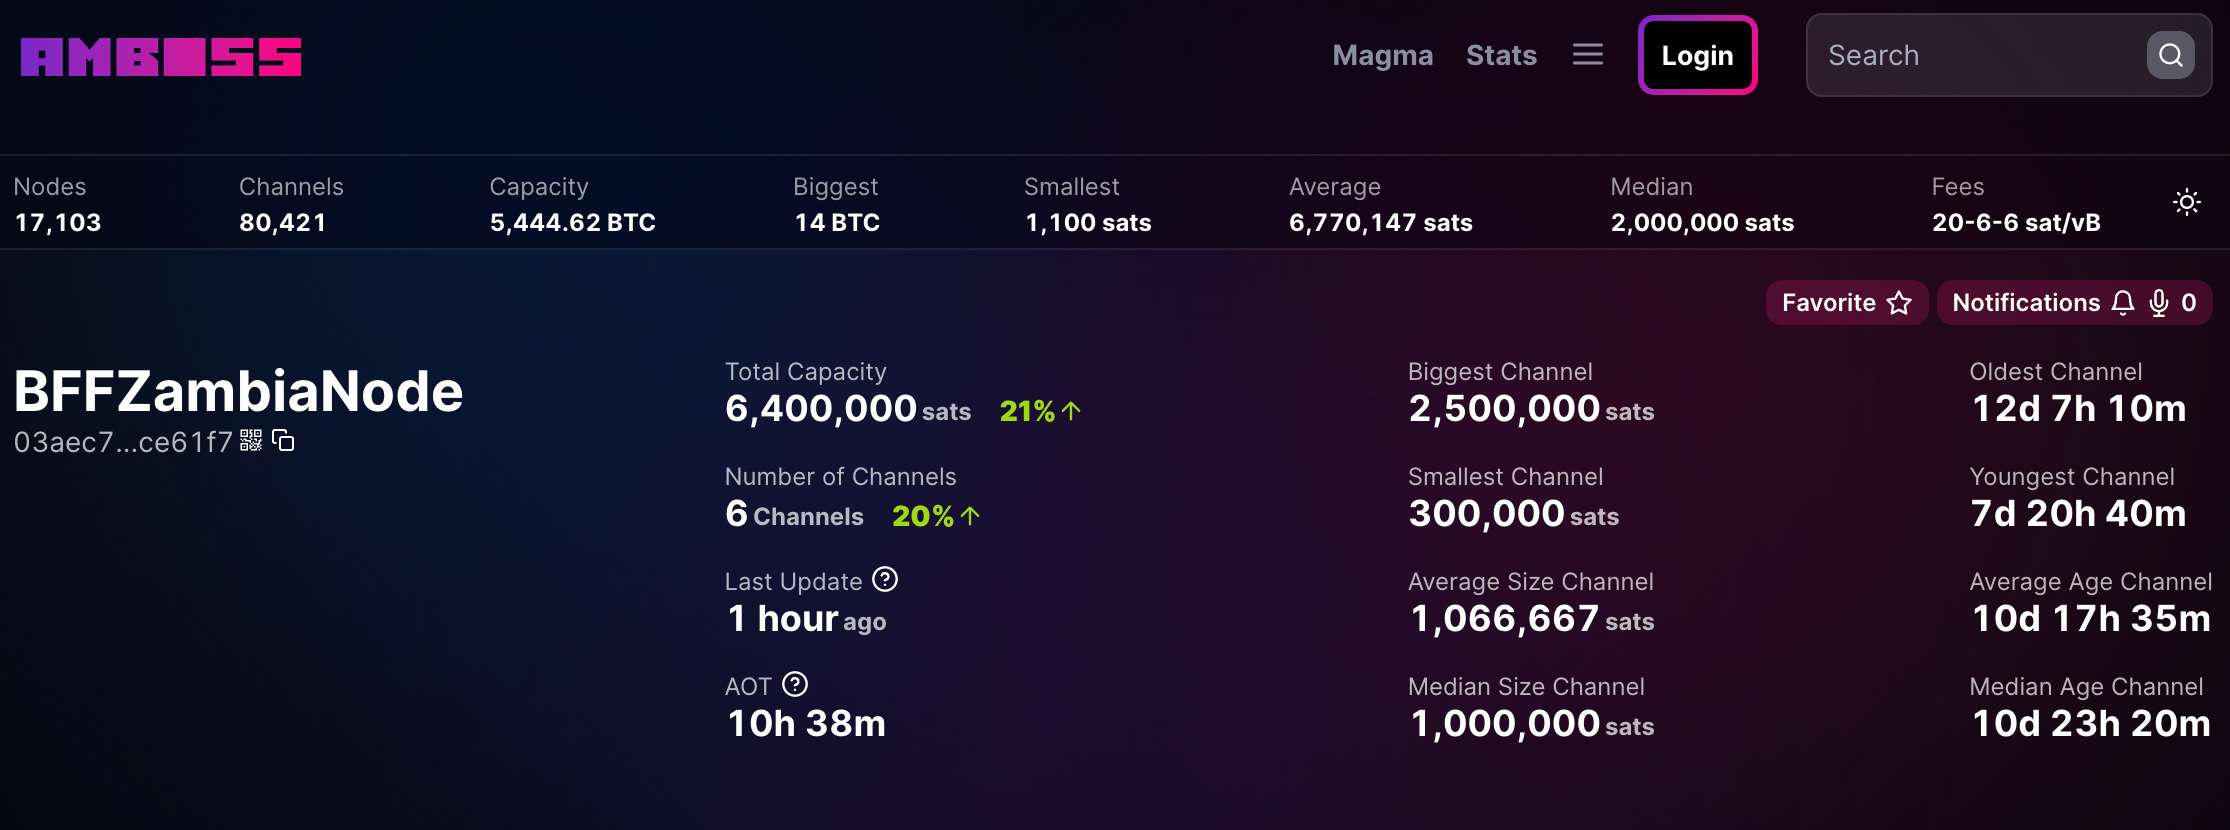 AMBOSS
Magma Stats Login Search
Nodes Channels Capacity Biggest Smallest Average Median Fees
17,103 80,421 5,444.62 BTC 14 BTC 1,100 sats 6,770,147 sats 2,000,000 sats 20-6-6 sat/vB
Favorite Notifications 0
BFFZambiaNode
03aec7...ce61f7
Total Capacity
6,400,000 sats 21%↑
Number of Channels
6 Channels 20%↑
Last Update ?
1 hour ago
AOT ?
10h 38m
Biggest Channel
2,500,000 sats
Smallest Channel
300,000 sats
Average Size Channel
1,066,667 sats
Median Size Channel
1,000,000 sats
Oldest Channel
12d 7h 10m
Youngest Channel
7d 20h 40m
Average Age Channel
10d 17h 35m
Median Age Channel
10d 23h 20m